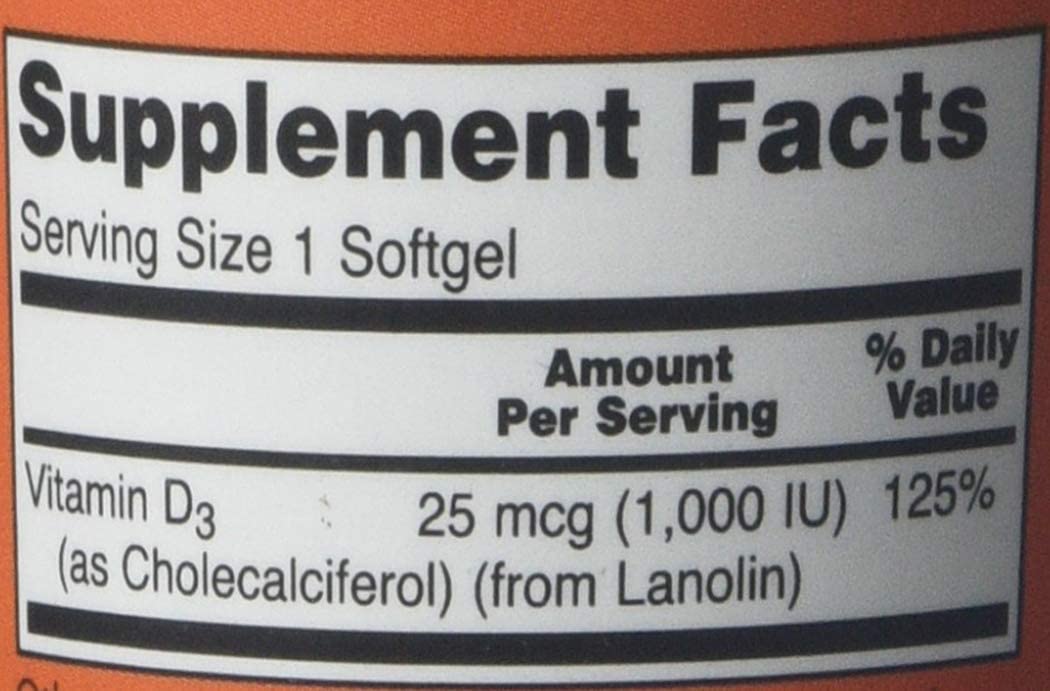 Supplement Facts
Serving Size 1 Softgel
Amount
Per Serving
% Daily
Value
Vitamin D3 25 mcg (1,000 IU) 125%
(as Cholecalciferol) (from Lanolin)